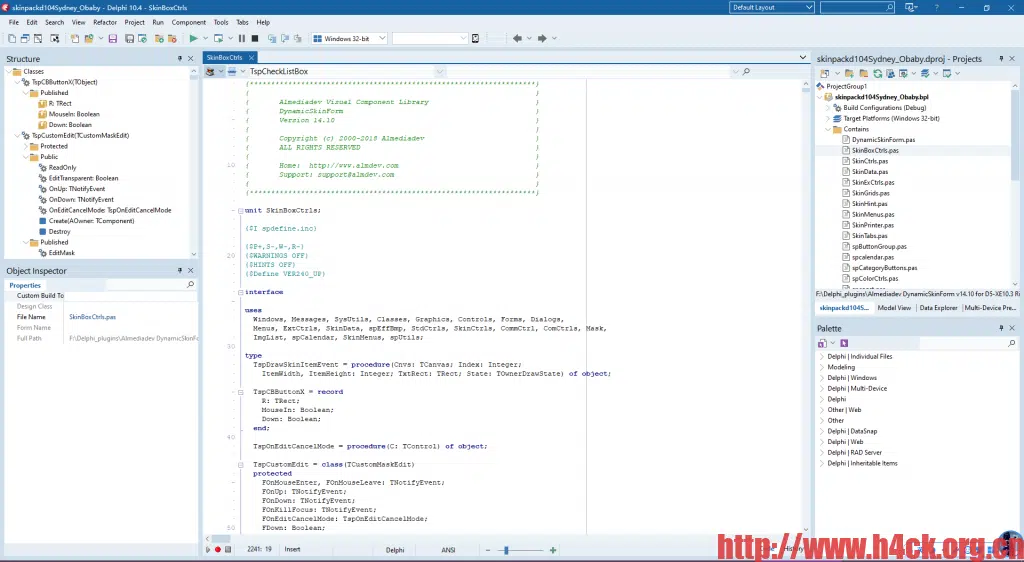 skinpackd104Sydney_Obaby - Delphi 10.4 - SkinBoxCtrls
Default Layout
File Edit Search View Refactor Project Run Component Tools Tabs Help
Windows 32-bit
Structure
Classes
TspCBButtonX(TObject)
Published
R: TRect
MouseIn: Boolean
Down: Boolean
TspCustomEdit(TCustomMaskEdit)
Protected
Public
ReadOnly
EditTransparent: Boolean
OnUp: TNotifyEvent
OnDown: TNotifyEvent
OnEditCancelMode: TspOnEditCancelMode
Create(AOwner: TComponent)
Destroy
Published
EditMask
Object Inspector
Properties
Custom Build To
Design Class
File Name SkinBoxCtrls.pas
Form Name
Full Path F:\Delphi_plugins\Almediadev DynamicSkinF
SkinBoxCtrls
TspCheckListBox
{**************************************************************}
{ }
{ Almediadev Visual Component Library }
{ DynamicSkinForm }
{ Version 14.10 }
{ }
{ Copyright (c) 2000-2018 Almediadev }
{ ALL RIGHTS RESERVED }
{ }
10 { Home: http://www.almdev.com }
{ Support: support@almdev.com }
{ }
{**************************************************************}
unit SkinBoxCtrls;
{$I spdefine.inc}
{$P+,S-,W-,R-}
20 {$WARNINGS OFF}
{$HINTS OFF}
{$Define VER240_UP}
interface
uses
Windows, Messages, SysUtils, Classes, Graphics, Controls, Forms, Dialogs,
Menus, ExtCtrls, SkinData, spEffBmp, StdCtrls, SkinCtrls, CommCtrl, ComCtrls, Mask,
ImgList, spCalendar, SkinMenus, spUtils;
30
type
TspDrawSkinItemEvent = procedure(Cnvs: TCanvas; Index: Integer;
ItemWidth, ItemHeight: Integer; TxtRect: TRect; State: TOwnerDrawState) of object;
TspCBButtonX = record
R: TRect;
MouseIn: Boolean;
Down: Boolean;
end;
40
TspOnEditCancelMode = procedure(C: TControl) of object;
TspCustomEdit = class(TCustomMaskEdit)
protected
FOnMouseEnter, FOnMouseLeave: TNotifyEvent;
FOnUp: TNotifyEvent;
FOnDown: TNotifyEvent;
FOnKillFocus: TNotifyEvent;
FOnEditCancelMode: TspOnEditCancelMode;
50 FDown: Boolean;
2241: 19 Insert Delphi ANSI
History
skinpackd104Sydney_Obaby.dproj - Projects
ProjectGroup1
skinpackd104Sydney_Obaby.bpl
Build Configurations (Debug)
Target Platforms (Windows 32-bit)
Contains
DynamicSkinForm.pas
SkinBoxCtrls.pas
SkinCtrls.pas
SkinData.pas
SkinExCtrls.pas
SkinGrids.pas
SkinHint.pas
SkinMenus.pas
SkinPrinter.pas
SkinTabs.pas
spButtonGroup.pas
spcalendar.pas
spCategoryButtons.pas
spColorCtrls.pas
F:\Delphi_plugins\Almediadev DynamicSkinForm v14.10 for D5-XE10.3 Ri
skinpackd104S... Model View Data Explorer Multi-Device Pre...
Palette
Delphi | Individual Files
Modeling
Delphi | Windows
Delphi | Multi-Device
Delphi
Other | Web
Other
Delphi | DataSnap
Delphi | Web
Delphi | RAD Server
Delphi | Inheritable Items
http://www.h4ck.org.cn